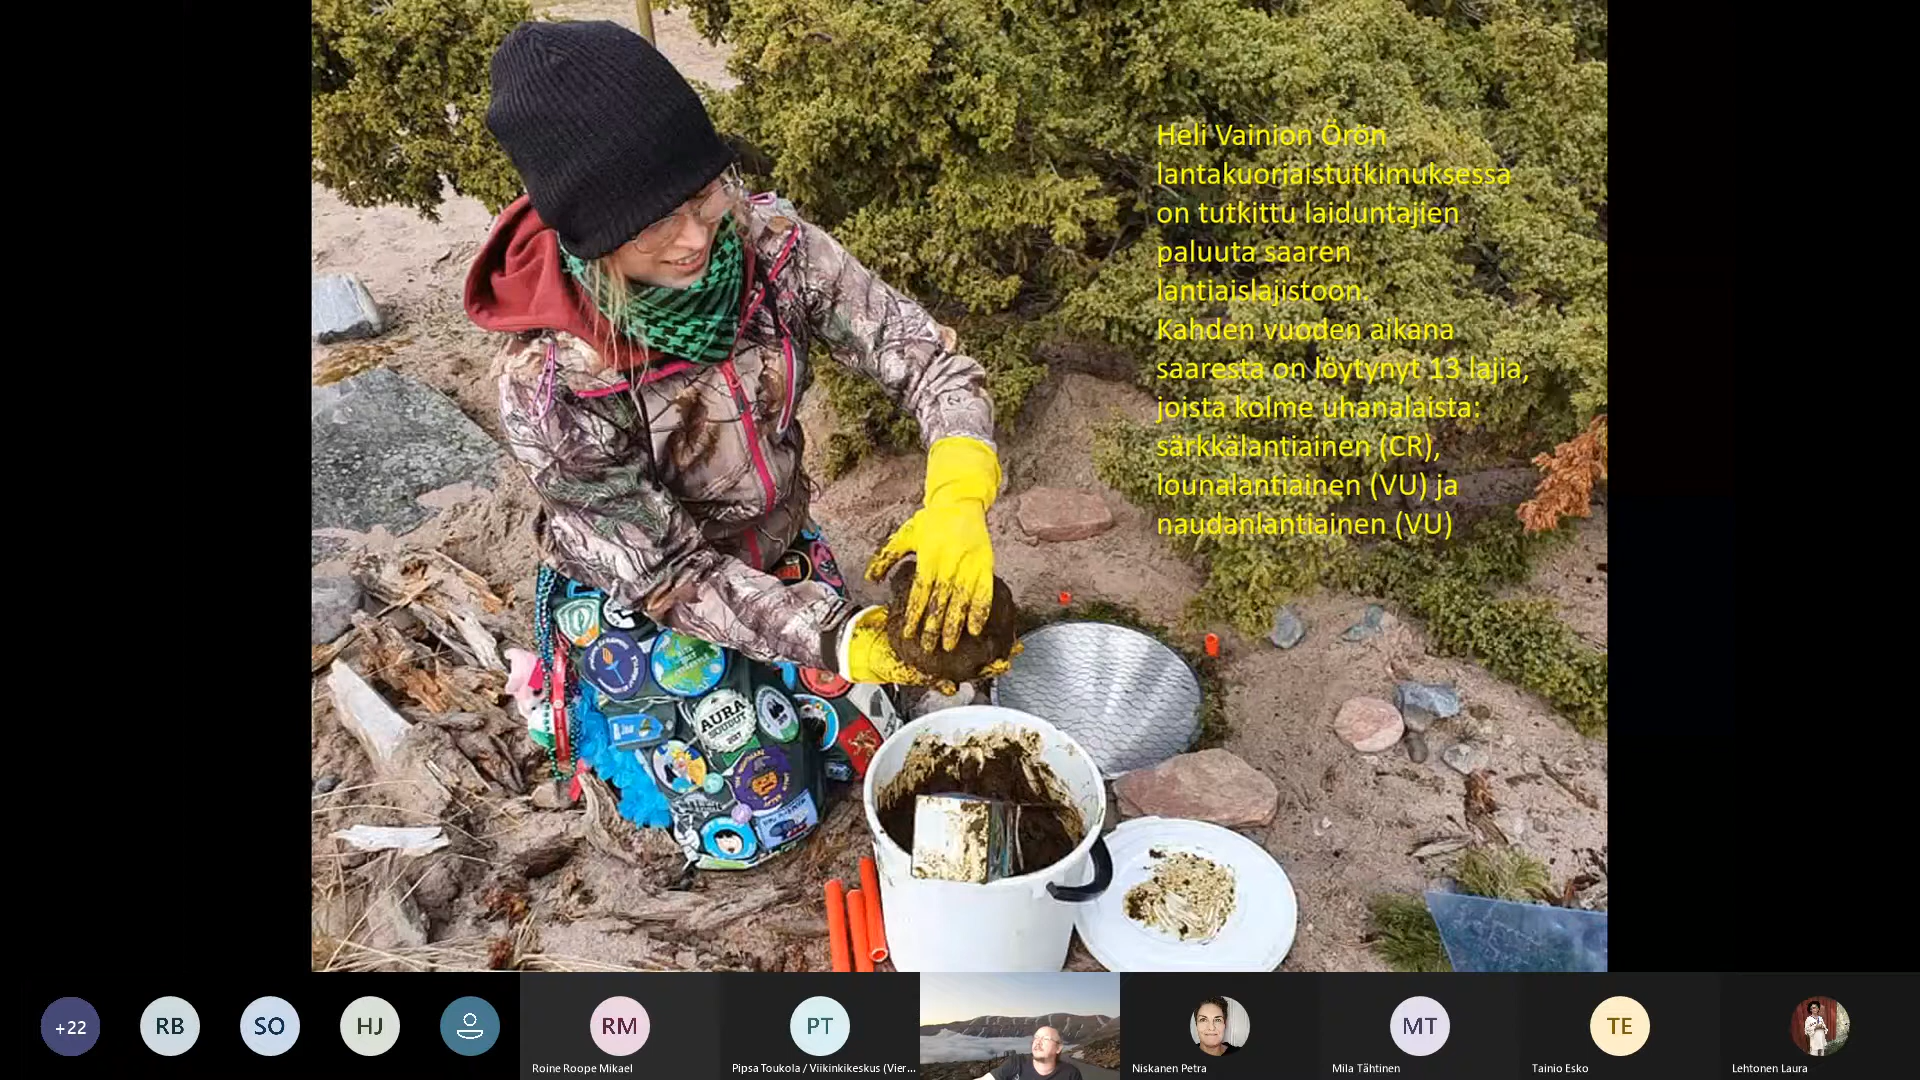 Heli Vainion Örön
lantakuoriaistutkimuksessa
on tutkittu laiduntajien
paluuta saaren
lantiaislajistoon.
Kahden vuoden aikana
saaresta on löytynyt 13 lajia,
joista kolme uhanalaista:
särkkälantiainen (CR),
lounalantiainen (VU) ja
naudanlantiainen (VU)
AURA
+22
RB
SO
HJ
RM
Roine Roope Mikael
PT
Pipsa Toukola / Viikinkikeskus (Vier...
Niskanen Petra
MT
Mila Tähtinen
TE
Tainio Esko
Lehtonen Laura